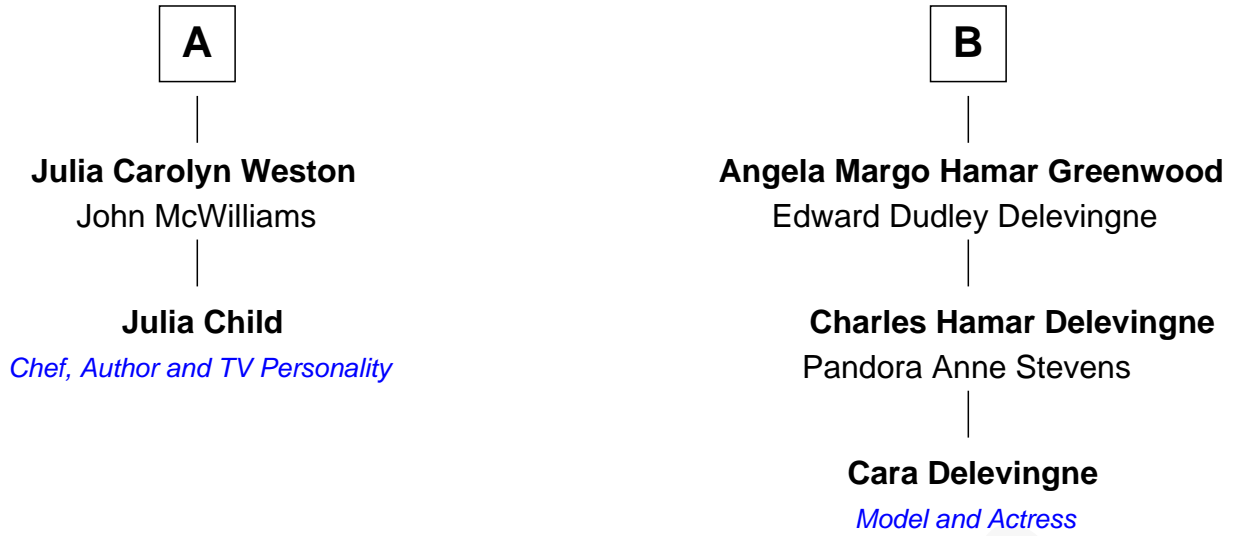 A
Julia Carolyn Weston
John McWilliams
Julia Child
Chef, Author and TV Personality
B
Angela Margo Hamar Greenwood
Edward Dudley Delevingne
Charles Hamar Delevingne
Pandora Anne Stevens
Cara Delevingne
Model and Actress